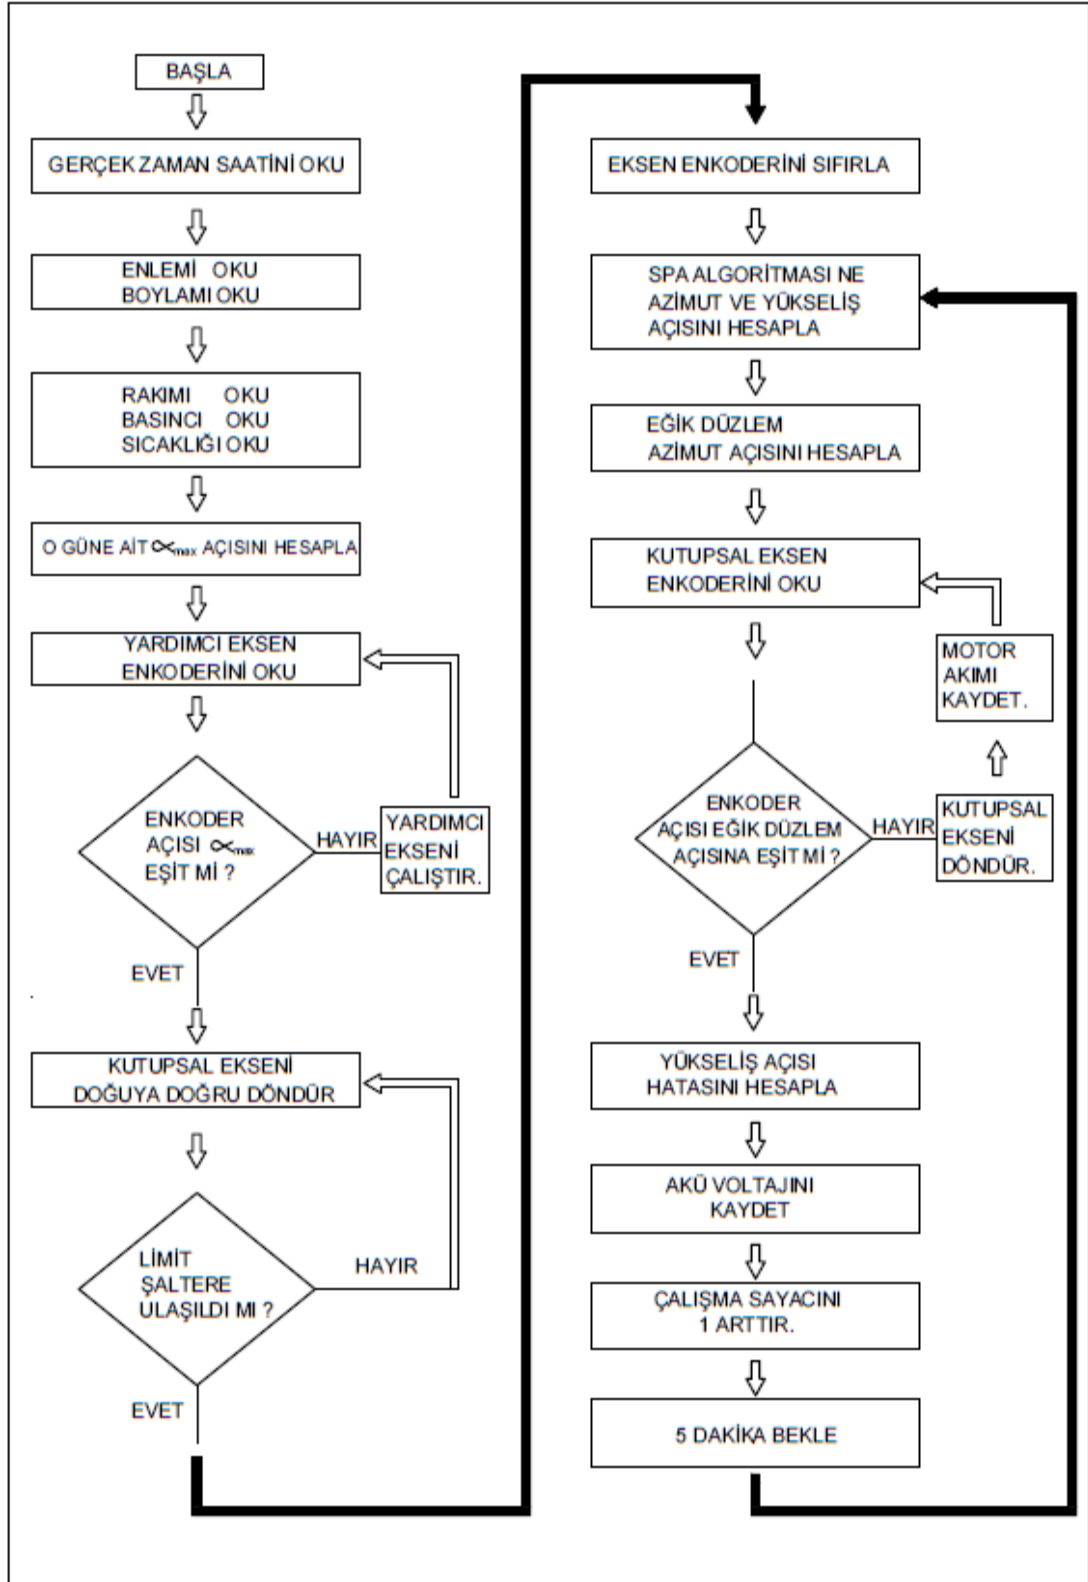 BAŞLA
GERÇEK ZAMAN SAATİNİ OKU
ENLEMİ OKU
BOYLAMI OKU
RAKIMI OKU
BASINCI OKU
SICAKLIĞI OKU
O GÜNE AİT ∝max AÇISINI HESAPLA
YARDIMCI EKSEN
ENKODERİNİ OKU
ENKODER
AÇISI ∝max
EŞİT Mİ ?
HAYIR
YARDIMCI
EKSENİ
ÇALIŞTIR.
EVET
KUTUPSAL EKSENİ
DOĞUYA DOĞRU DÖNDÜR
LİMİT
ŞALTERE
ULAŞILDI MI ?
HAYIR
EVET
EKSEN ENKODERİNİ SIFIRLA
SPA ALGORİTMASI NE
AZİMUT VE YÜKSELİŞ
AÇISINI HESAPLA
EĞİK DÜZLEM
AZIMUT AÇISINI HESAPLA
KUTUPSAL EKSEN
ENKODERİNİ OKU
MOTOR
AKIMI
KAYDET.
ENKODER
AÇISI EĞİK DÜZLEM
AÇISINA EŞİT Mİ ?
HAYIR
KUTUPSAL
EKSENİ
DÖNDÜR.
EVET
YÜKSELİŞ AÇISI
HATASINI HESAPLA
AKÜ VOLTAJINI
KAYDET
ÇALIŞMA SAYACINI
1 ARTTIR.
5 DAKİKA BEKLE